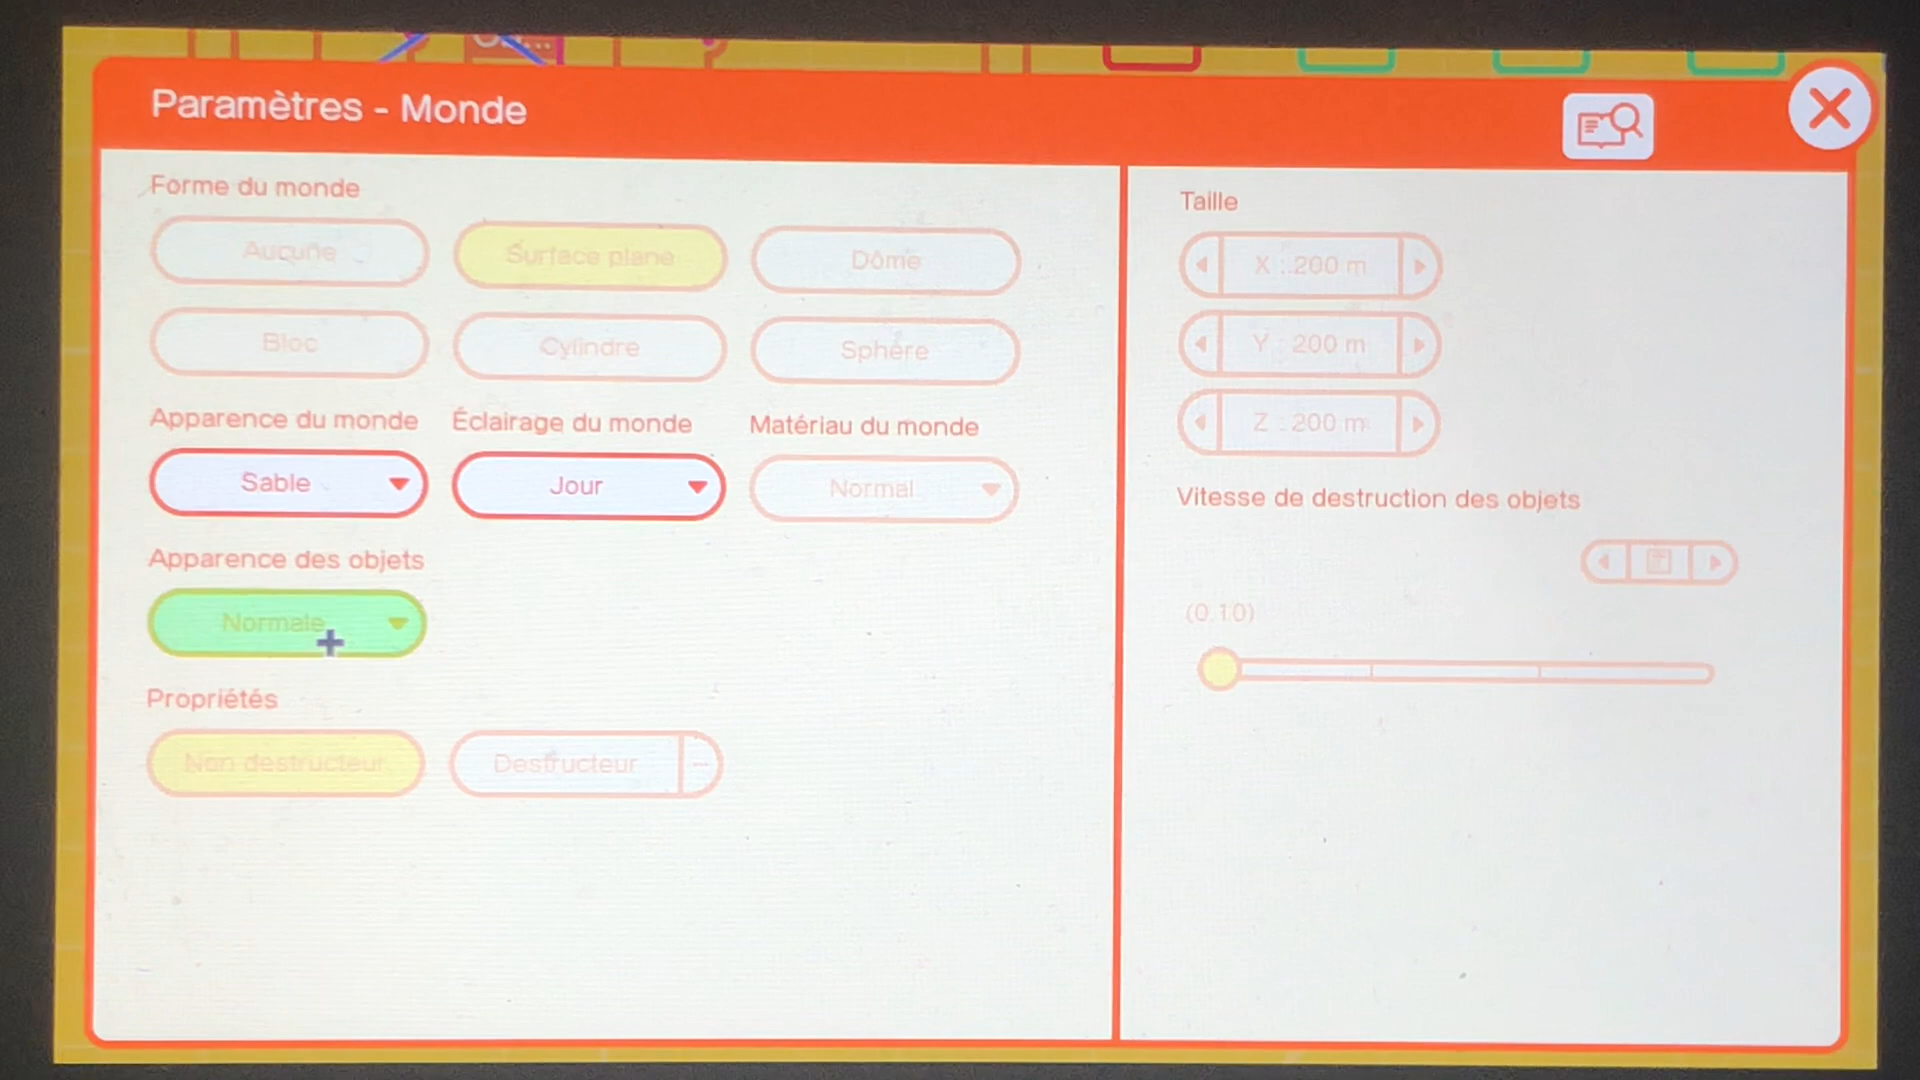 Paramètres - Monde
Forme du monde
Aucune
Surface plane
Dôme
Bloc
Cylindre
Sphère
Apparence du monde
Éclairage du monde
Matériau du monde
Sable
Jour
Normal
Apparence des objets
Normale
Propriétés
Non destructeur
Destructeur
Taille
X : 200 m
Y : 200 m
Z : 200 m
Vitesse de destruction des objets
(0.10)